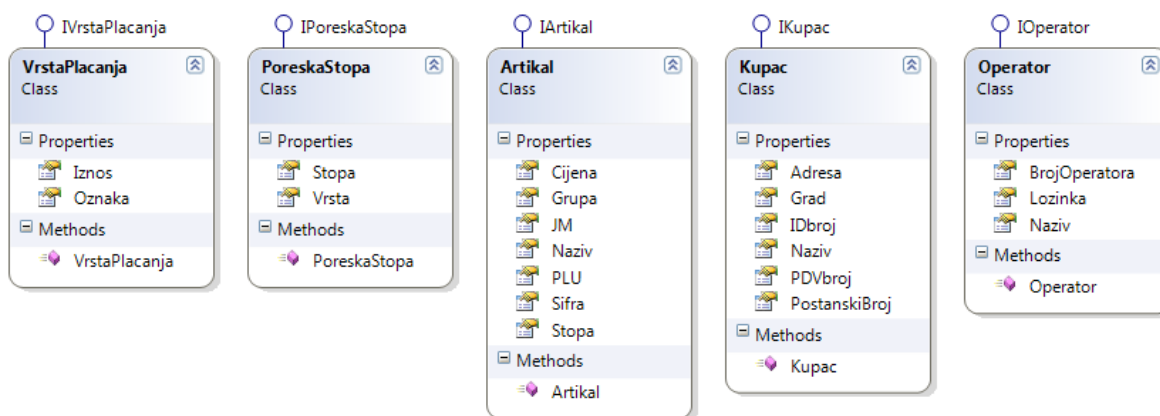 IVrstaPlacanja
VrstaPlacanja
Class
Properties
Iznos
Oznaka
Methods
VrstaPlacanja
IPoreskaStopa
PoreskaStopa
Class
Properties
Stopa
Vrsta
Methods
PoreskaStopa
IArtikal
Artikal
Class
Properties
Cijena
Grupa
JM
Naziv
PLU
Sifra
Stopa
Methods
Artikal
IKupac
Kupac
Class
Properties
Adresa
Grad
IDbroj
Naziv
PDVbroj
PostanskiBroj
Methods
Kupac
IOperator
Operator
Class
Properties
BrojOperatora
Lozinka
Naziv
Methods
Operator